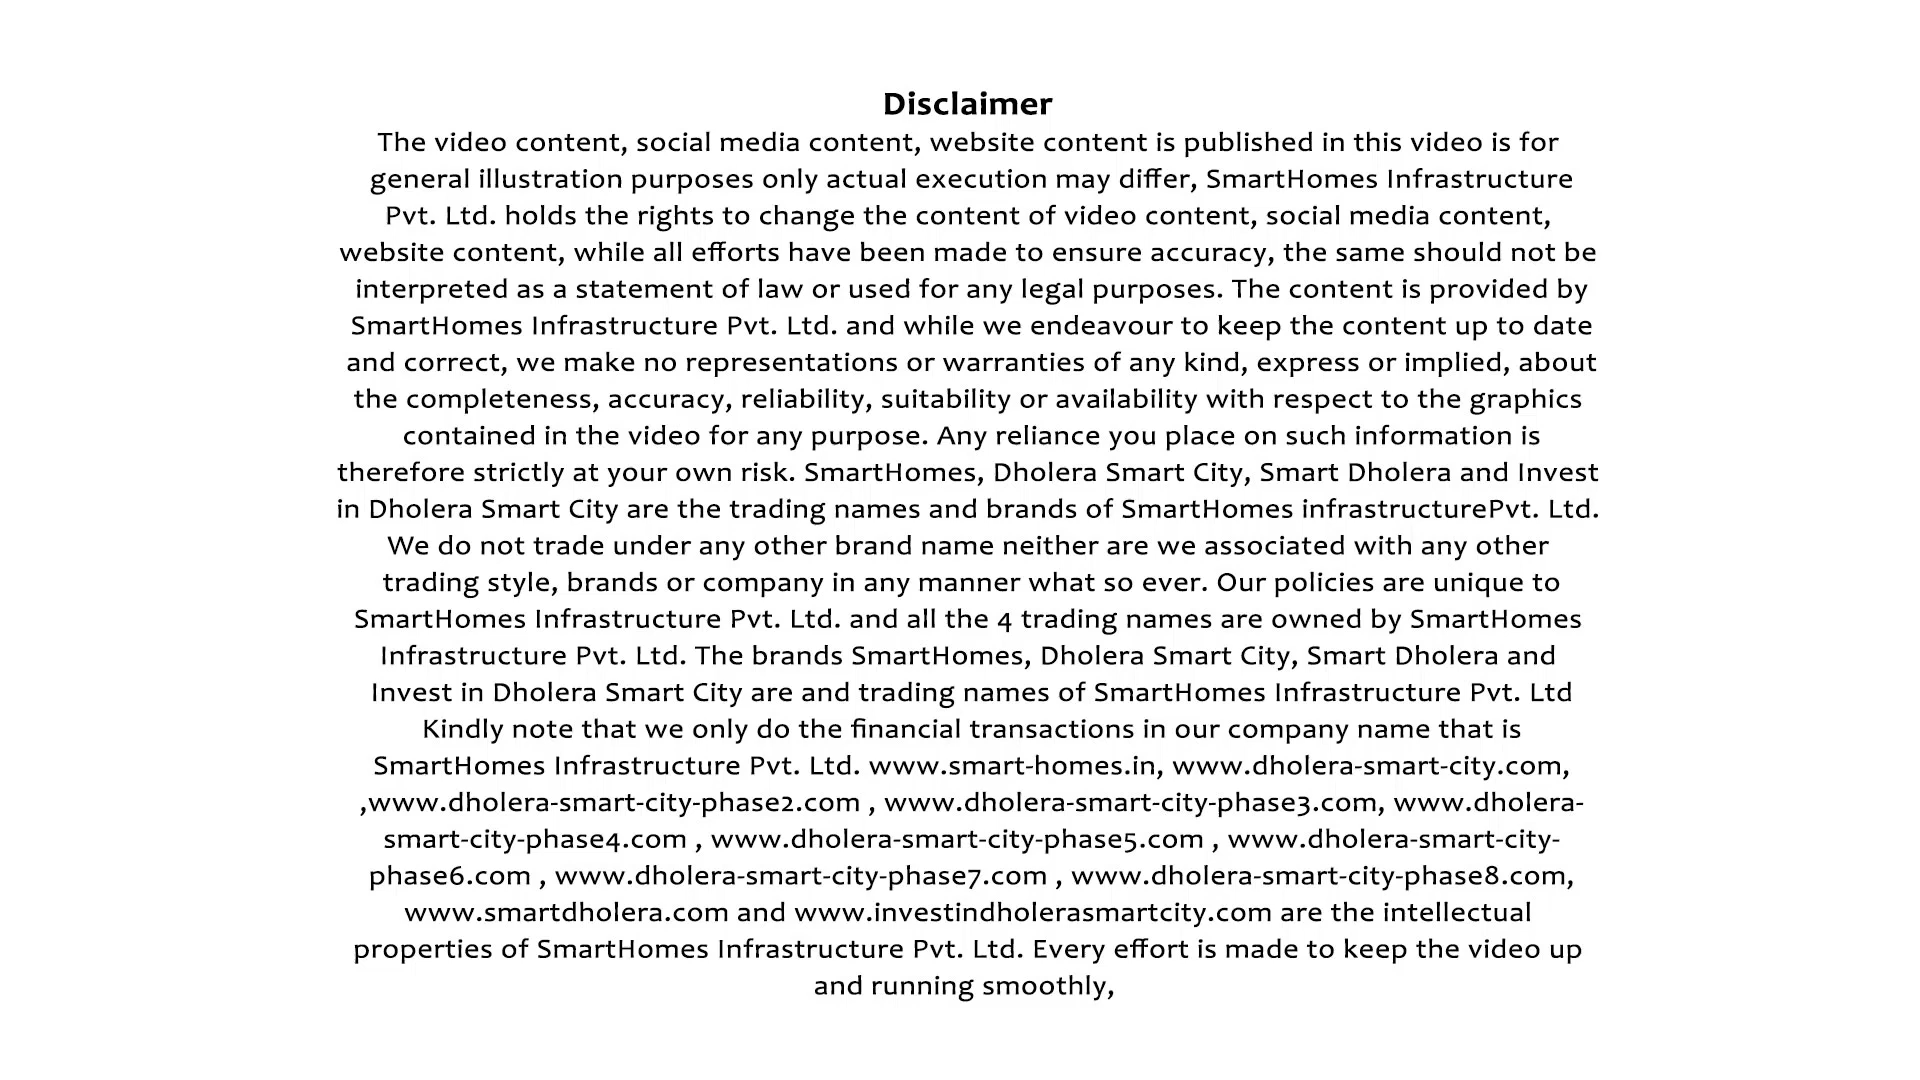 Disclaimer
The video content, social media content, website content is published in this video is for
general illustration purposes only actual execution may differ, SmartHomes Infrastructure
Pvt. Ltd. holds the rights to change the content of video content, social media content,
website content, while all efforts have been made to ensure accuracy, the same should not be
interpreted as a statement of law or used for any legal purposes. The content is provided by
SmartHomes Infrastructure Pvt. Ltd. and while we endeavour to keep the content up to date
and correct, we make no representations or warranties of any kind, express or implied, about
the completeness, accuracy, reliability, suitability or availability with respect to the graphics
contained in the video for any purpose. Any reliance you place on such information is
therefore strictly at your own risk. SmartHomes, Dholera Smart City, Smart Dholera and Invest
in Dholera Smart City are the trading names and brands of SmartHomes infrastructurePvt. Ltd.
We do not trade under any other brand name neither are we associated with any other
trading style, brands or company in any manner what so ever. Our policies are unique to
SmartHomes Infrastructure Pvt. Ltd. and all the 4 trading names are owned by SmartHomes
Infrastructure Pvt. Ltd. The brands SmartHomes, Dholera Smart City, Smart Dholera and
Invest in Dholera Smart City are and trading names of SmartHomes Infrastructure Pvt. Ltd
Kindly note that we only do the financial transactions in our company name that is
SmartHomes Infrastructure Pvt. Ltd. www.smart-homes.in, www.dholera-smart-city.com,
,www.dholera-smart-city-phase2.com , www.dholera-smart-city-phase3.com, www.dholera-
smart-city-phase4.com , www.dholera-smart-city-phase5.com , www.dholera-smart-city-
phase6.com , www.dholera-smart-city-phase7.com , www.dholera-smart-city-phase8.com,
www.smartdholera.com and www.investindholerasmartcity.com are the intellectual
properties of SmartHomes Infrastructure Pvt. Ltd. Every effort is made to keep the video up
and running smoothly,